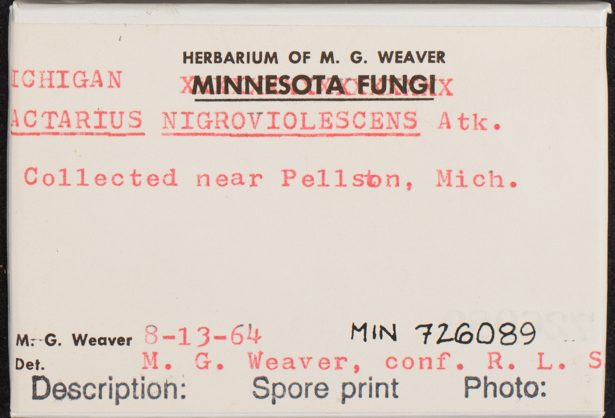 HERBARIUM OF M. G. WEAVER
ICHIGAN MINNESOTA FUNGI
ACTARIUS NIGROVIOLESCENS Atk.
Collected near Pellston, Mich.
M. G. Weaver 8-13-64 MIN 726089
Det. M. G. Weaver, conf. R. L. S
Description: Spore print Photo: